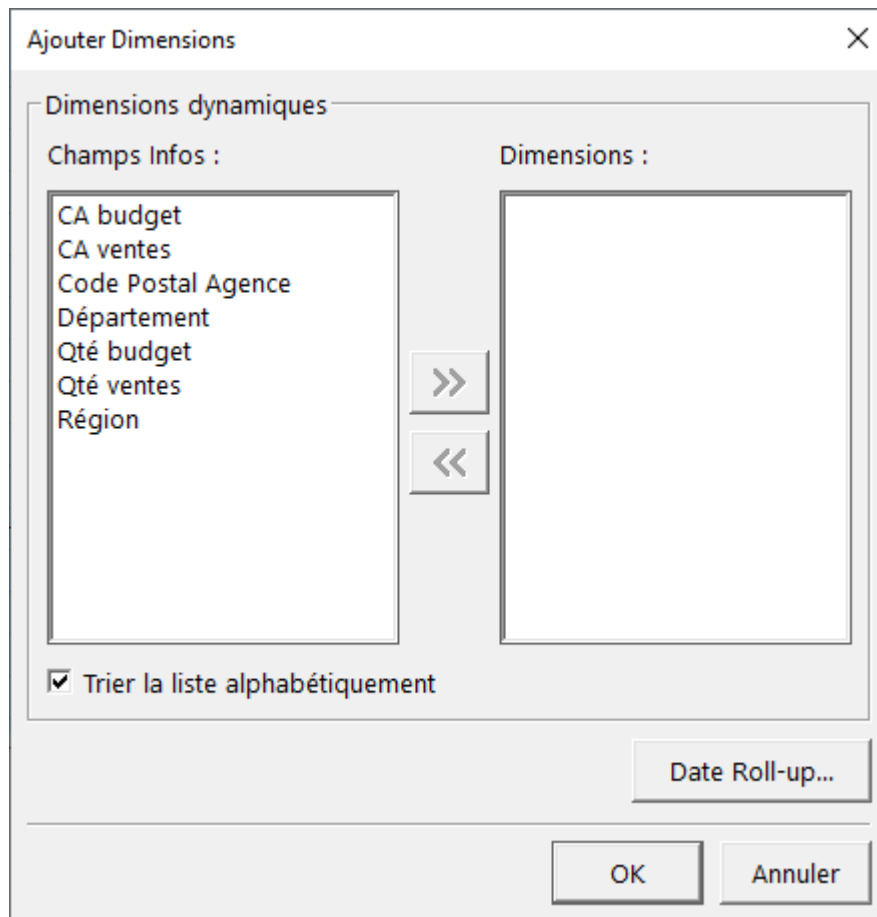 Ajouter Dimensions
Dimensions dynamiques
Champs Infos :
Dimensions :
CA budget
CA ventes
Code Postal Agence
Département
Qté budget
Qté ventes
Région
Trier la liste alphabétiquement
Date Roll-up...
OK
Annuler